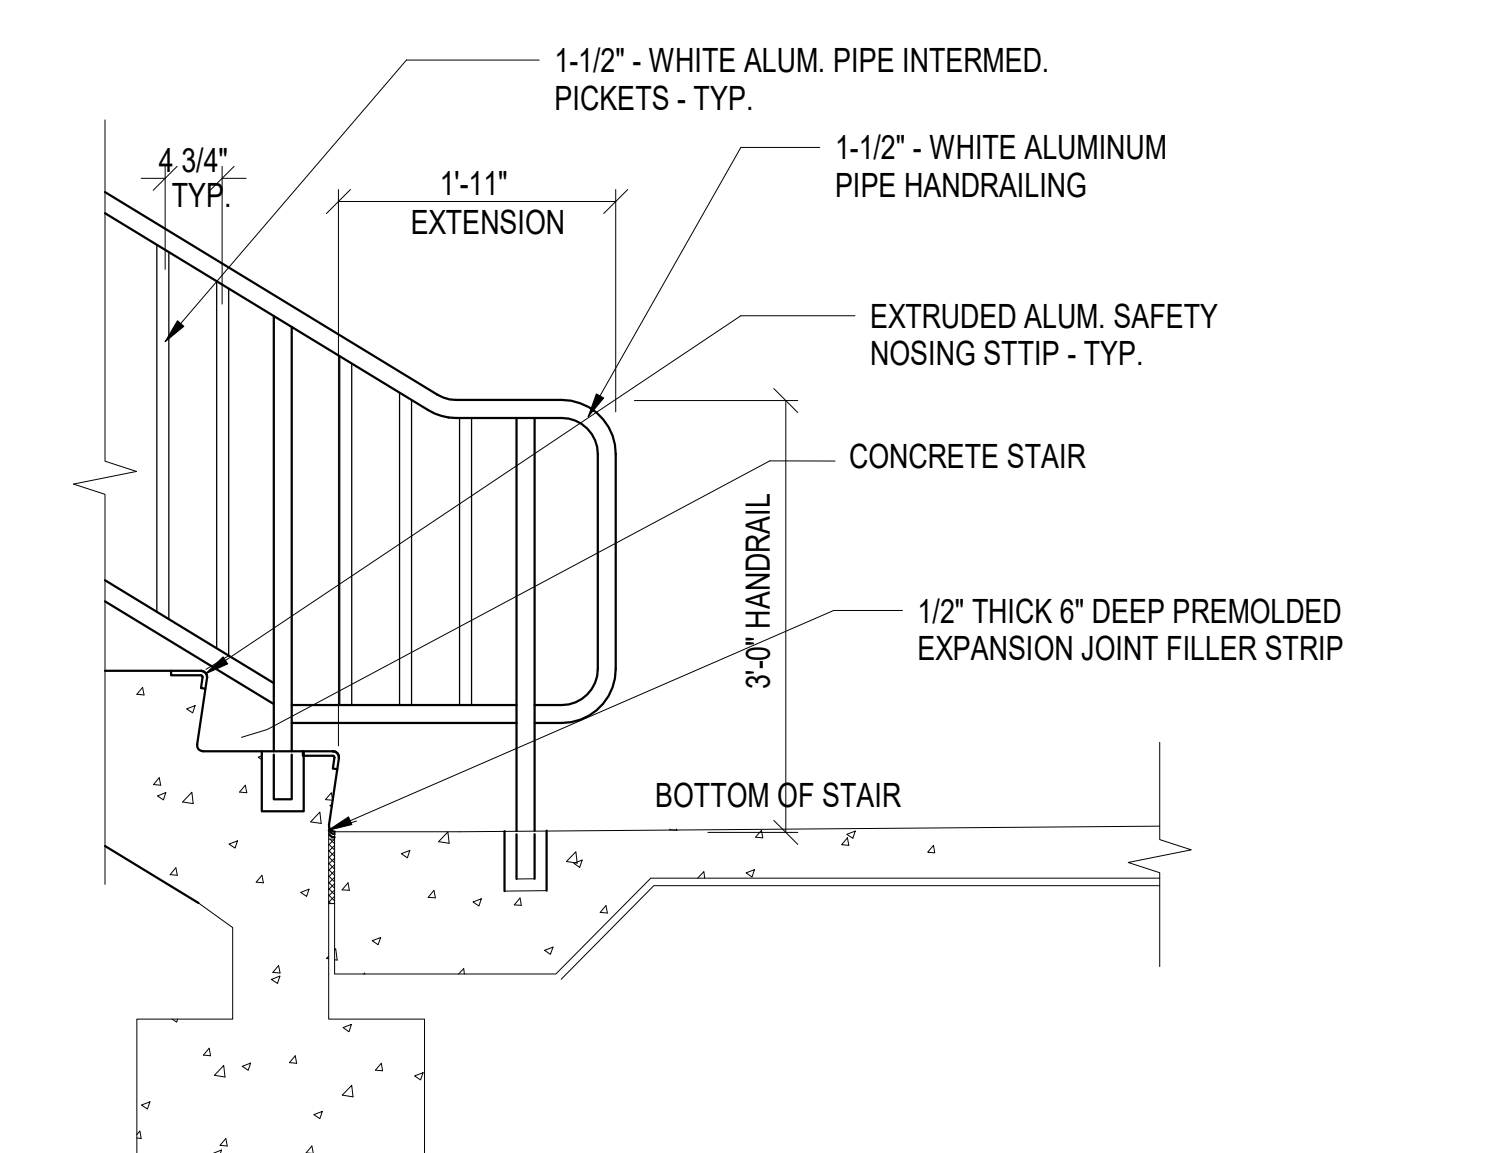 1-1/2" - WHITE ALUM. PIPE INTERMED.
PICKETS - TYP.
4 3/4"
TYP.
1'-11"
EXTENSION
1-1/2" - WHITE ALUMINUM
PIPE HANDRAILING
EXTRUDED ALUM. SAFETY
NOSING STTIP - TYP.
CONCRETE STAIR
3'-0" HANDRAIL
1/2" THICK 6" DEEP PREMOLDED
EXPANSION JOINT FILLER STRIP
BOTTOM OF STAIR